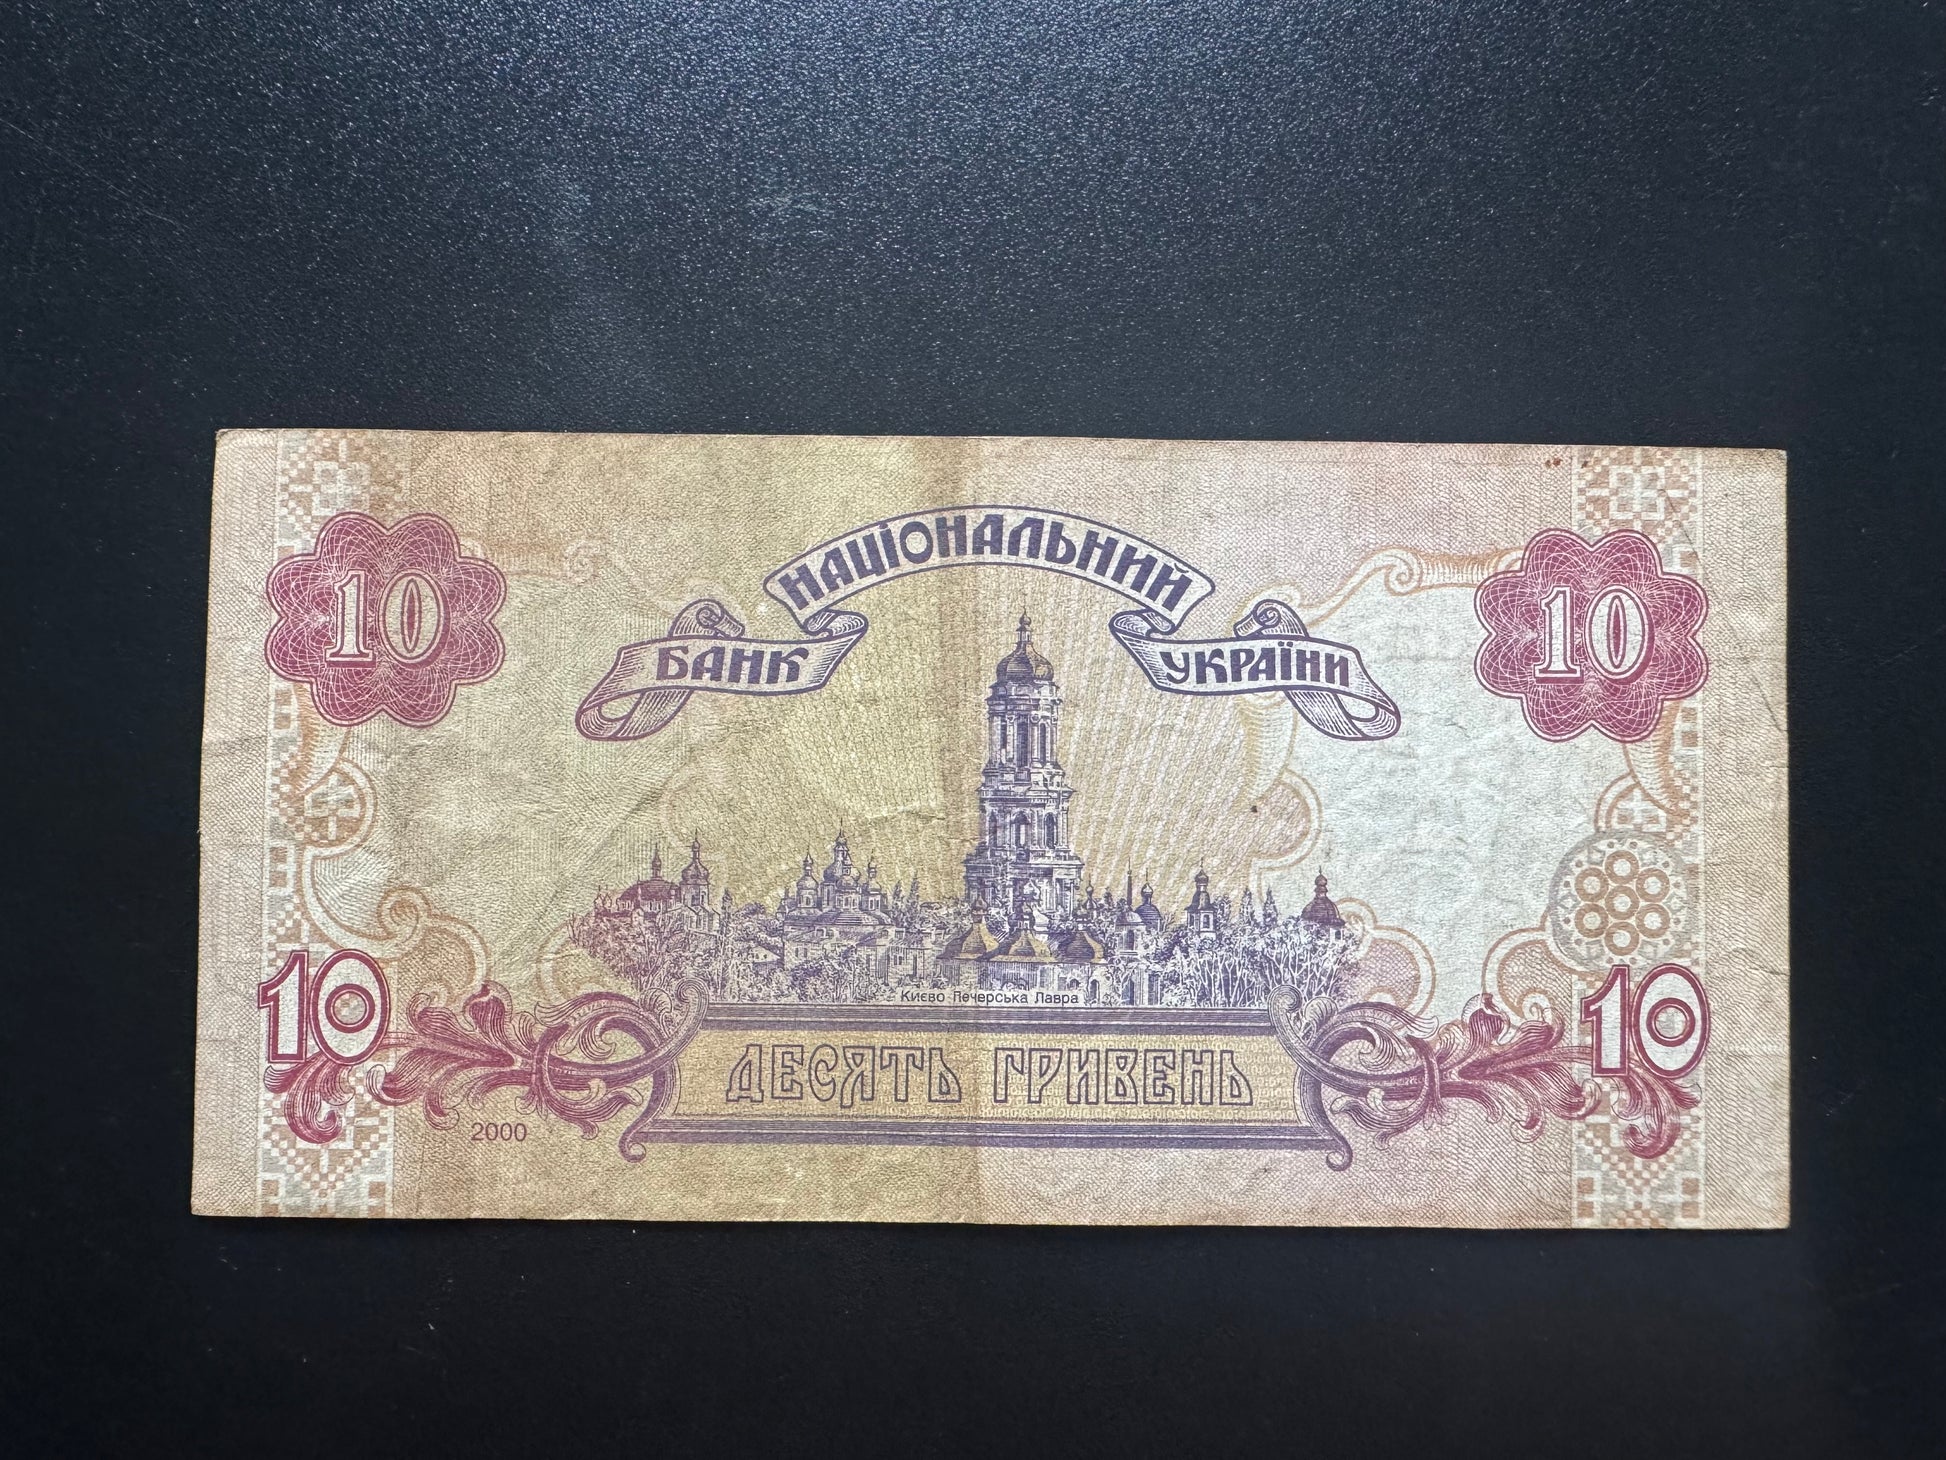 НАЦІОНАЛЬНИЙ
БАНК УКРАЇНИ
10 10
Києво Печерська Лавра
10 10
ДЕСЯТЬ ГРИВЕНЬ
2000